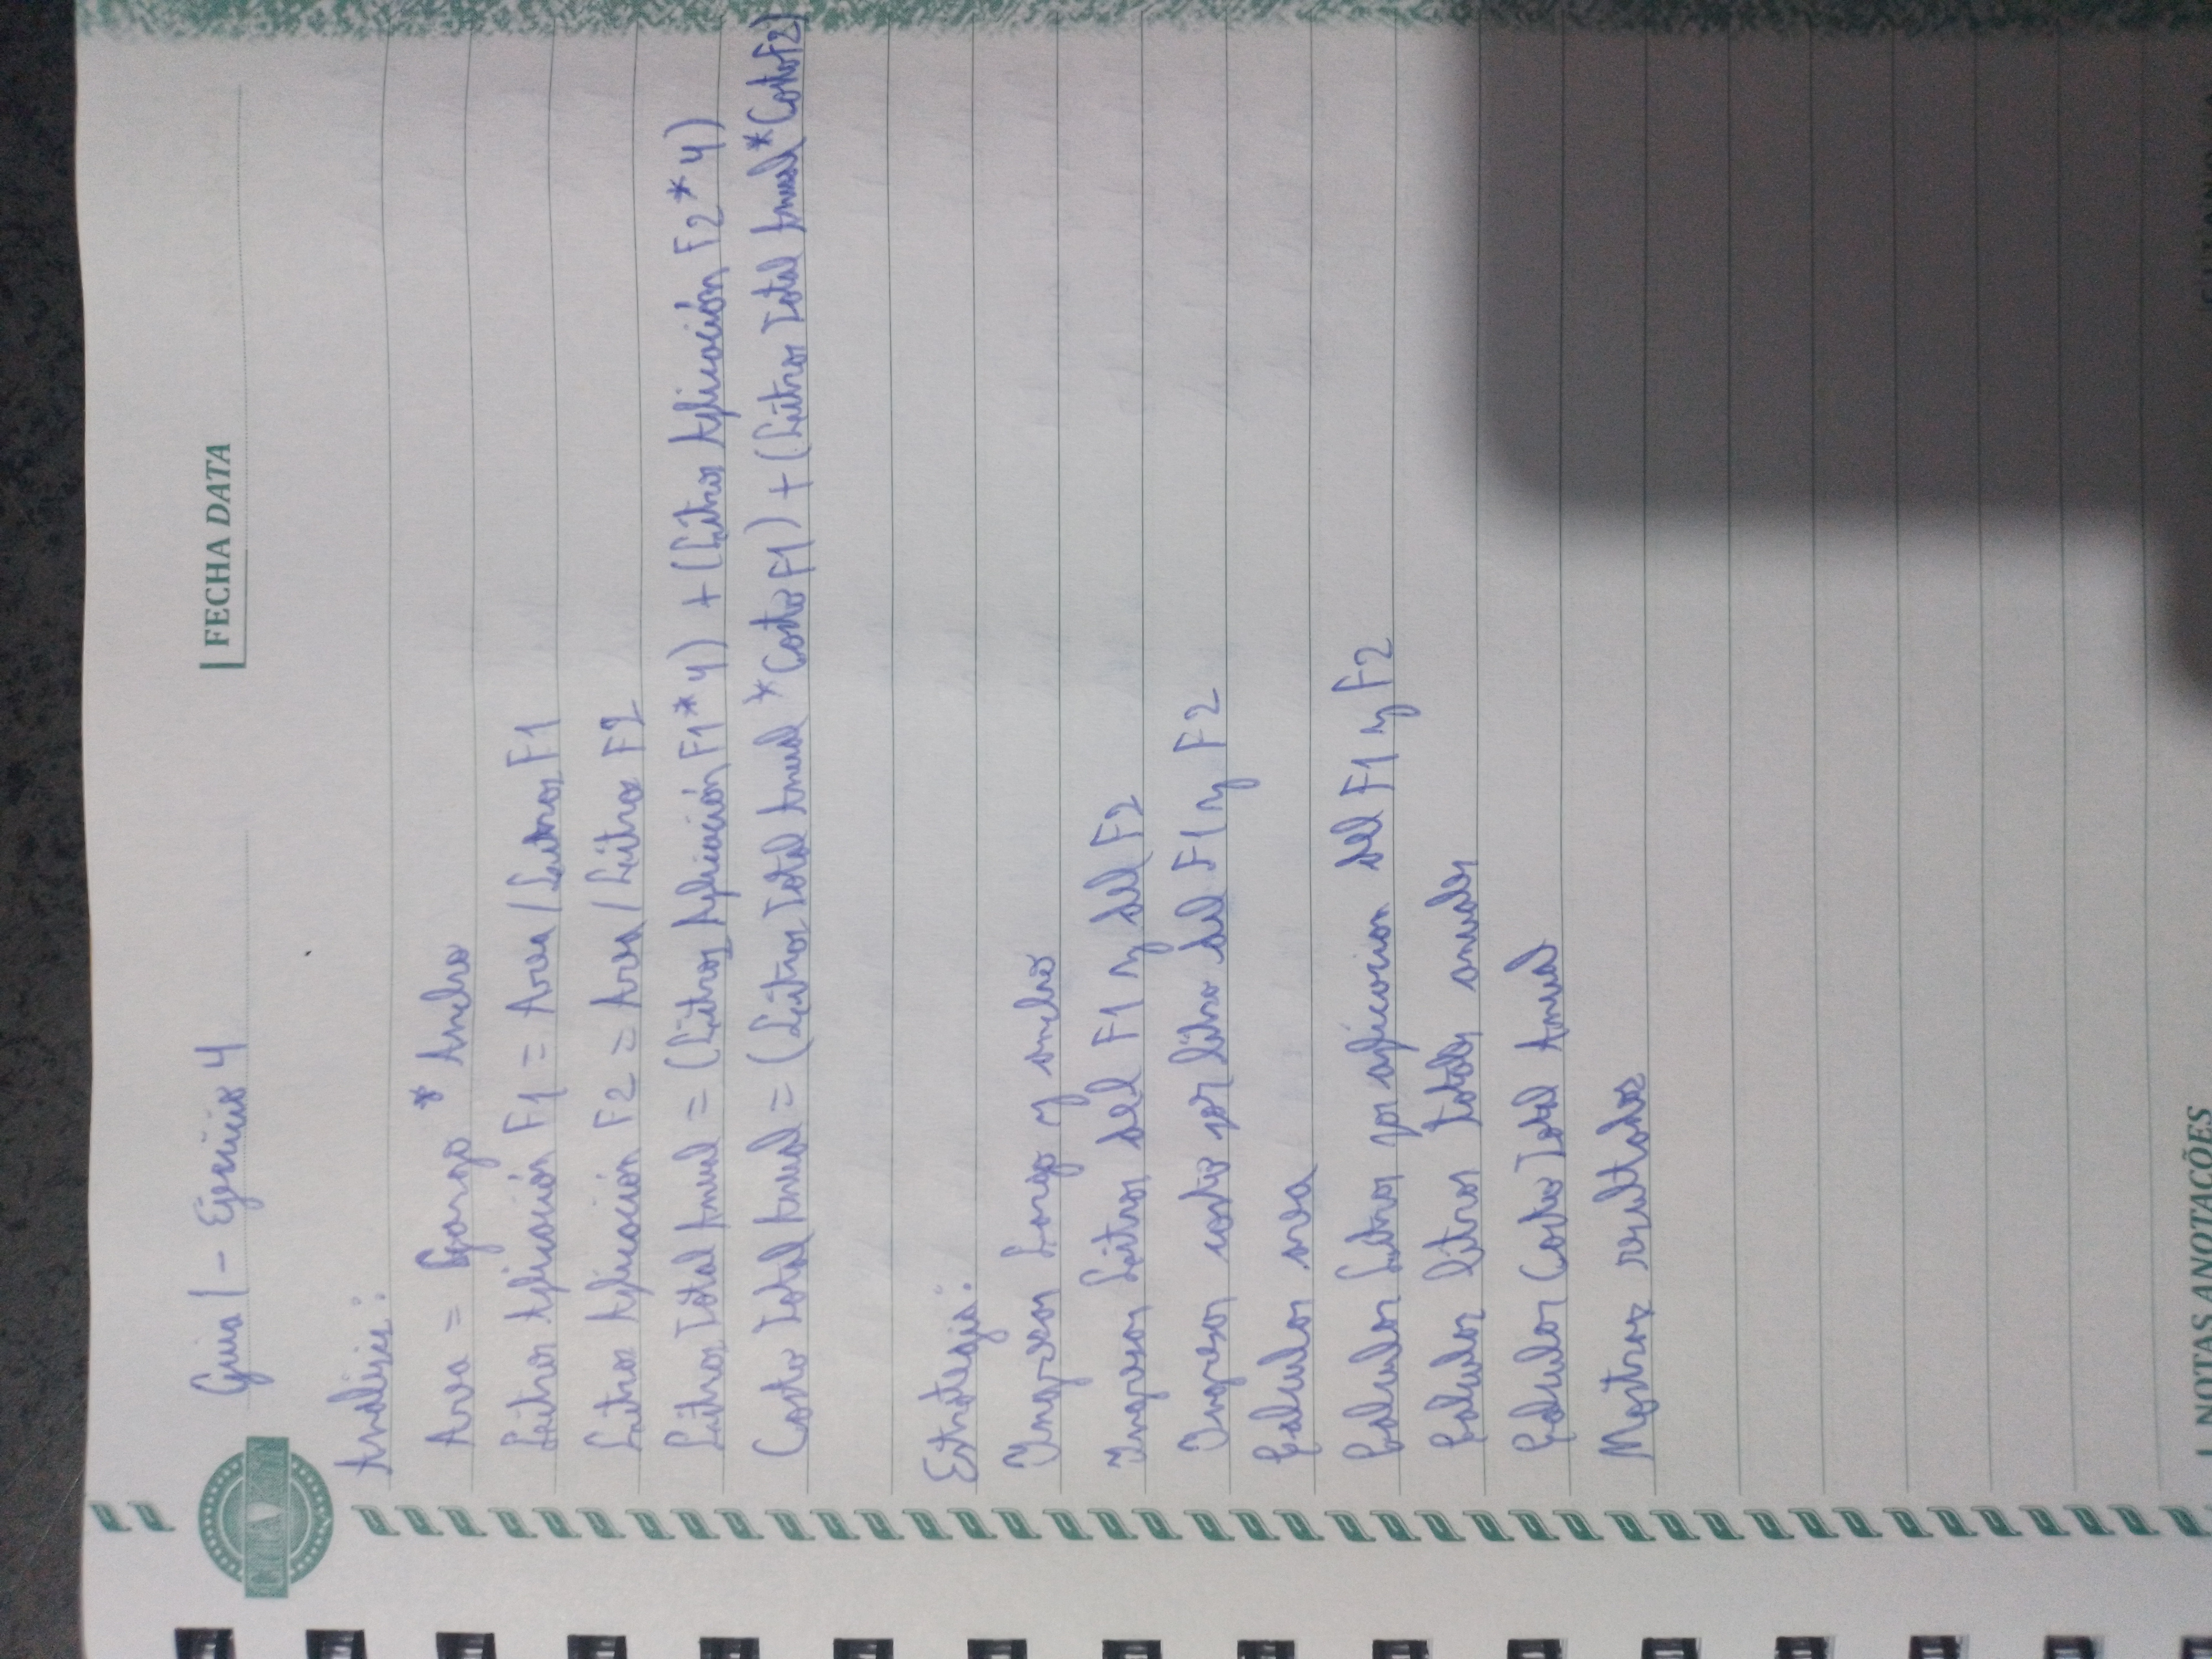 Guia 1 - Ejercicio 4
FECHA DATA
Analisis:
Area = Largo * Ancho
Litros Aplicación F1 = Area / Litros F1
Litros Aplicación F2 = Area / Litros F2
Litros Total Anual = (Litros Aplicación F1 * 4) + (Litros Aplicación F2 * 4)
Costo Total Anual = (Litros Total Anual * Costo F1) + (Litros Total Anual * Costo F2)
Estrategia:
Ingresar Largo y ancho
Ingresar Litros del F1 y del F2
Ingresar costo por litro del F1 y F2
Calcular area
Calcular Litros por aplicacion del F1 y F2
Calcular litros totales anuales
Calcular Costo Total Anual
Mostrar resultados
NOTAS ANOTAÇÕES